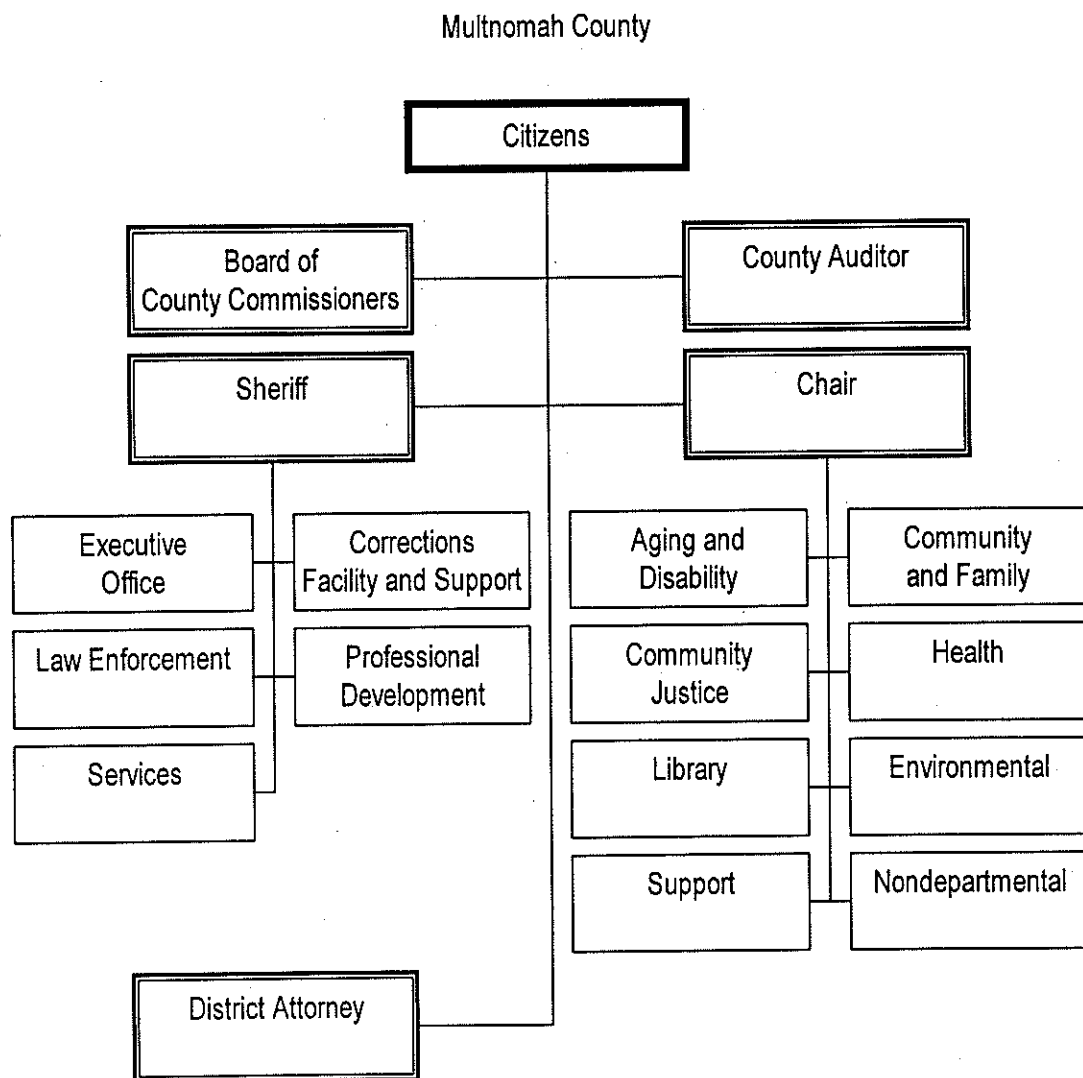 Multnomah County
Citizens
Board of
County Commissioners
County Auditor
Sheriff
Chair
Executive
Office
Corrections
Facility and Support
Law Enforcement
Professional
Development
Services
Aging and
Disability
Community
and Family
Community
Justice
Health
Library
Environmental
Support
Nondepartmental
District Attorney